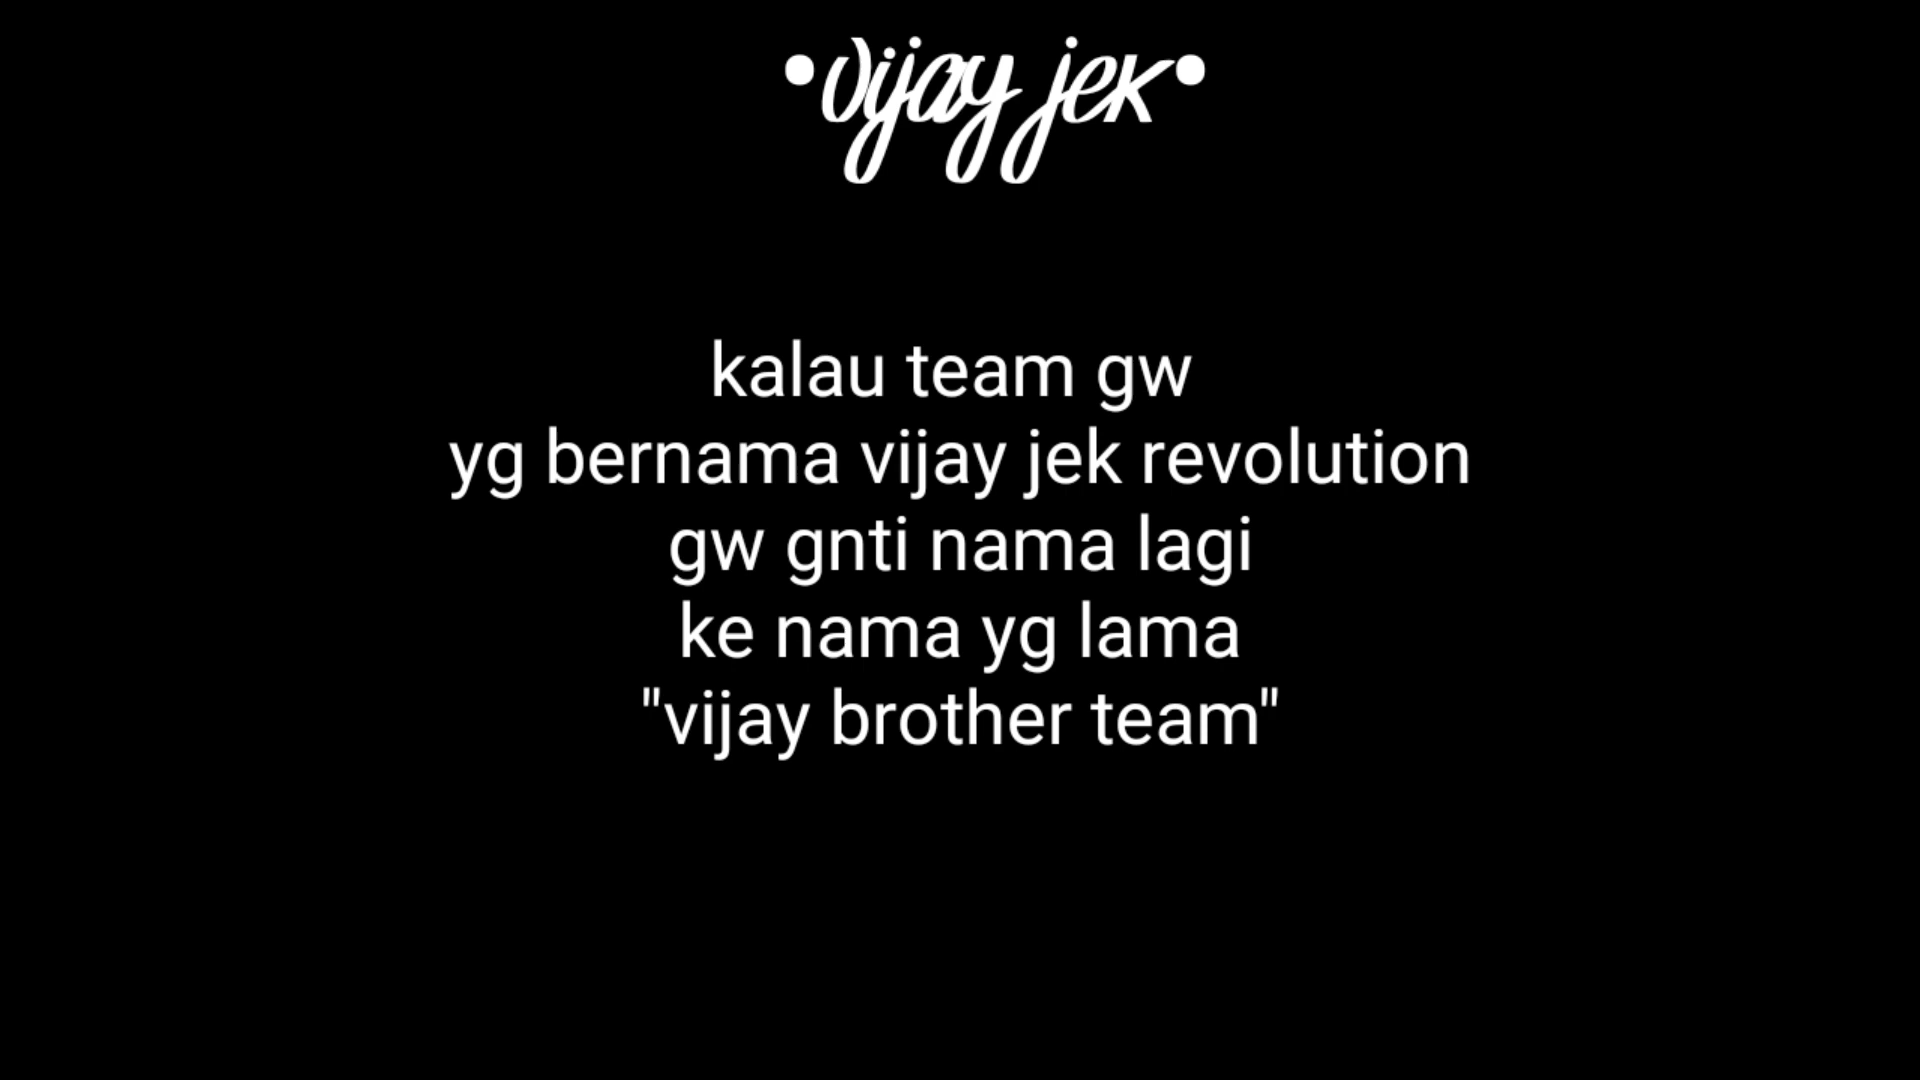 •vijay jek•
kalau team gw
yg bernama vijay jek revolution
gw gnti nama lagi
ke nama yg lama
"vijay brother team"